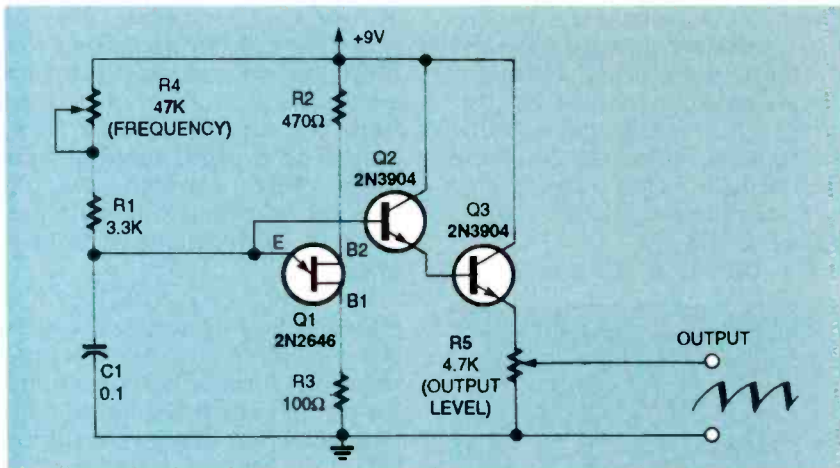 +9V
R4
47K
(FREQUENCY)
R2
470Ω
Q2
2N3904
Q3
2N3904
R1
3.3K
E
B2
B1
Q1
2N2646
C1
0.1
R3
100Ω
R5
4.7K
(OUTPUT
LEVEL)
OUTPUT